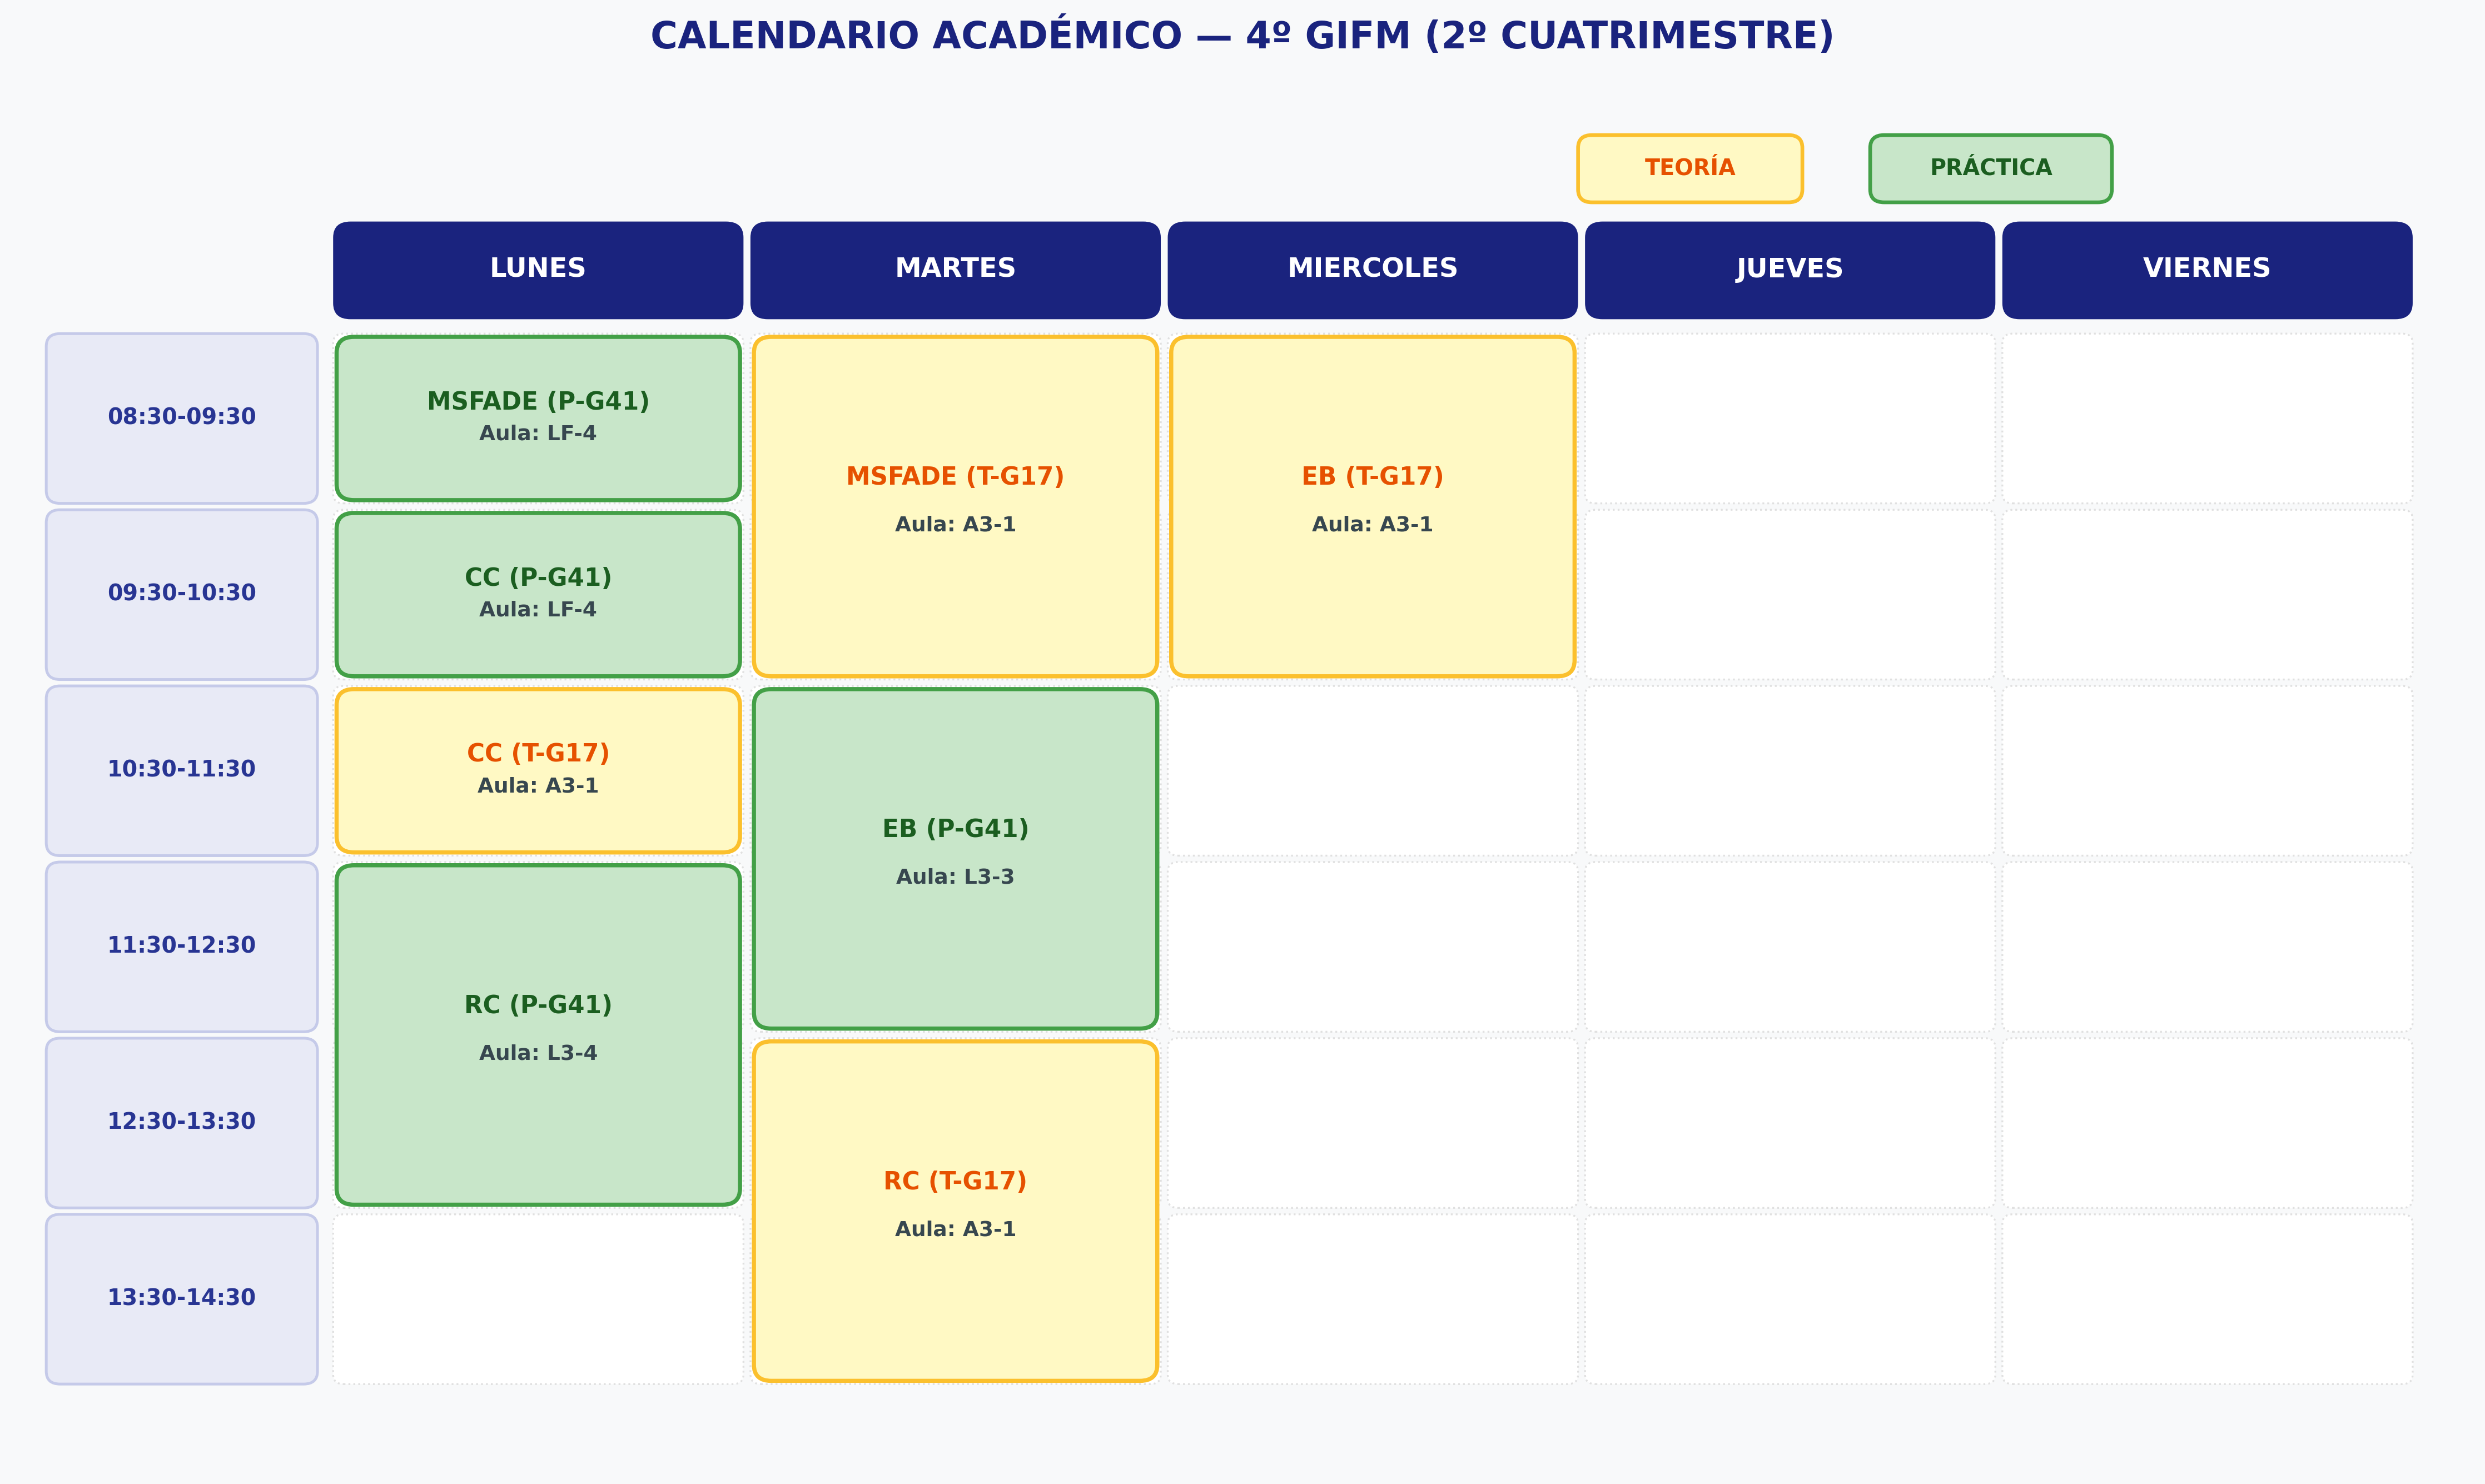 CALENDARIO ACADÉMICO — 4º GIFM (2º CUATRIMESTRE)
TEORÍA
PRÁCTICA
LUNES
MARTES
MIERCOLES
JUEVES
VIERNES
08:30-09:30
MSFADE (P-G41)
Aula: LF-4
MSFADE (T-G17)
Aula: A3-1
EB (T-G17)
Aula: A3-1
09:30-10:30
CC (P-G41)
Aula: LF-4
10:30-11:30
CC (T-G17)
Aula: A3-1
EB (P-G41)
Aula: L3-3
11:30-12:30
RC (P-G41)
Aula: L3-4
12:30-13:30
RC (T-G17)
Aula: A3-1
13:30-14:30